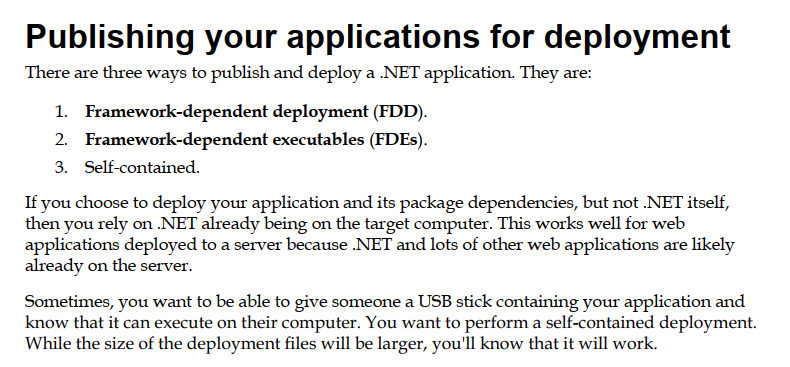 Publishing your applications for deployment
There are three ways to publish and deploy a .NET application. They are:
1. Framework-dependent deployment (FDD).
2. Framework-dependent executables (FDEs).
3. Self-contained.
If you choose to deploy your application and its package dependencies, but not .NET itself,
then you rely on .NET already being on the target computer. This works well for web
applications deployed to a server because .NET and lots of other web applications are likely
already on the server.
Sometimes, you want to be able to give someone a USB stick containing your application and
know that it can execute on their computer. You want to perform a self-contained deployment.
While the size of the deployment files will be larger, you'll know that it will work.